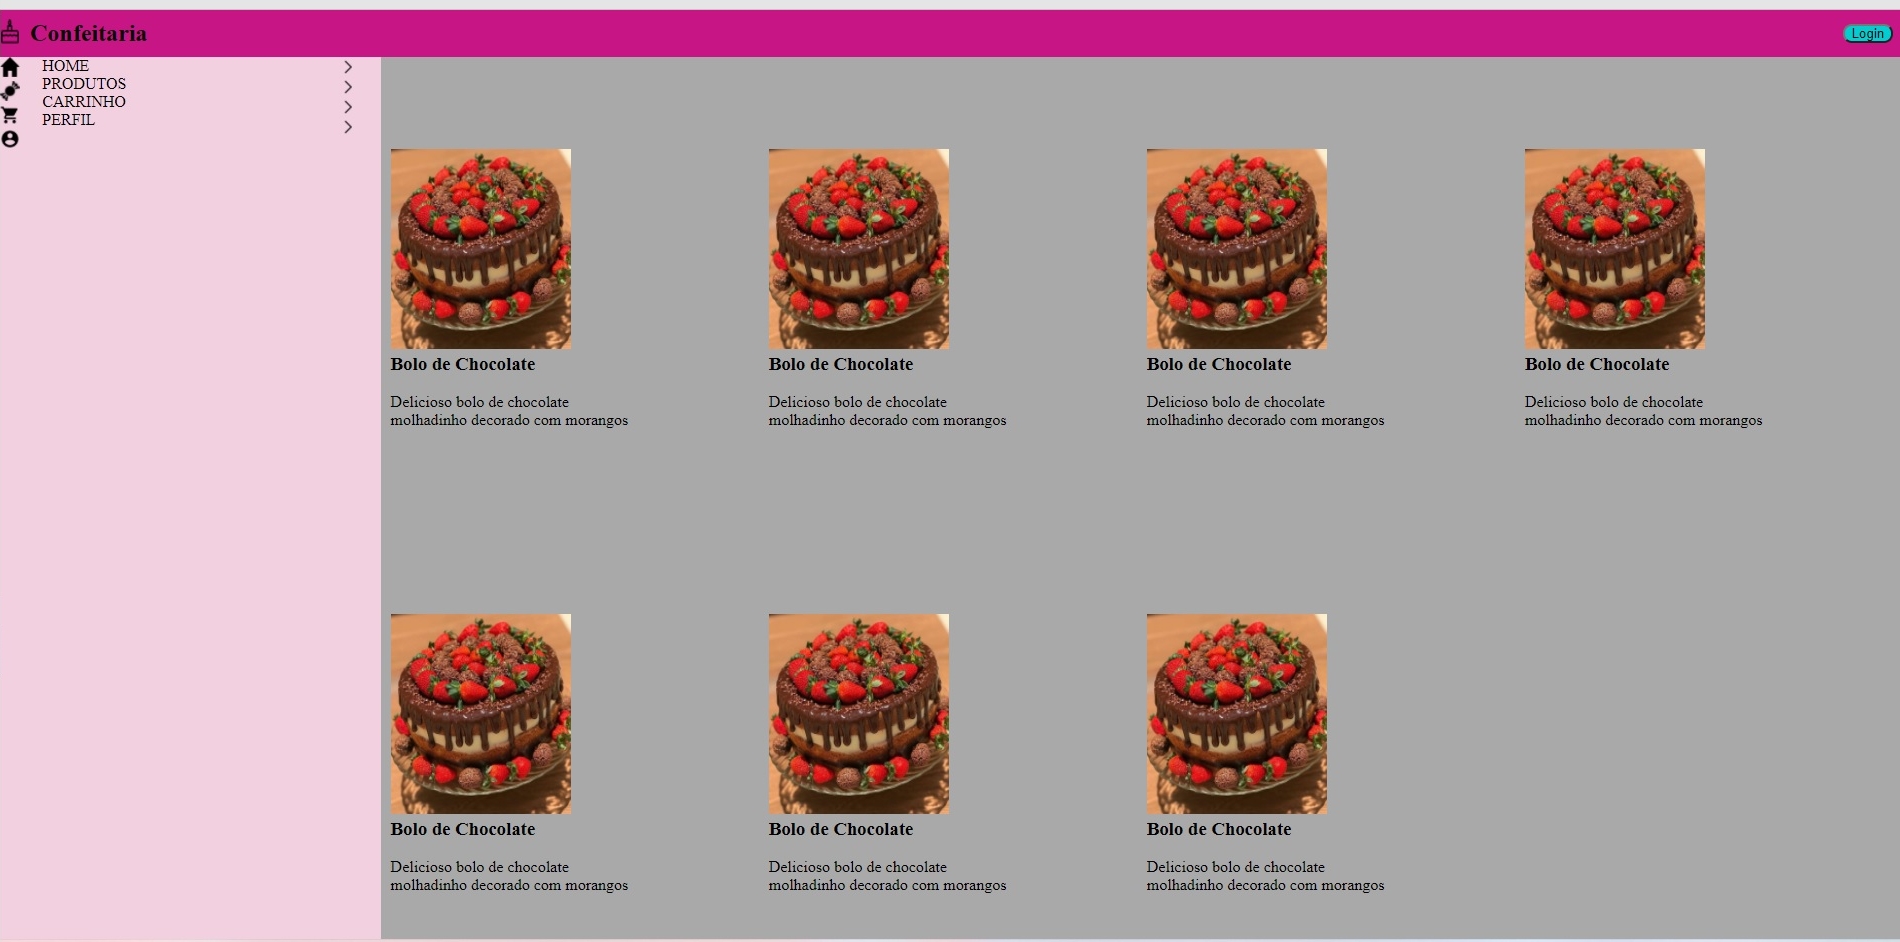 Confeitaria
Login
HOME
PRODUTOS
CARRINHO
PERFIL
Bolo de Chocolate
Delicioso bolo de chocolate
molhadinho decorado com morangos
Bolo de Chocolate
Delicioso bolo de chocolate
molhadinho decorado com morangos
Bolo de Chocolate
Delicioso bolo de chocolate
molhadinho decorado com morangos
Bolo de Chocolate
Delicioso bolo de chocolate
molhadinho decorado com morangos
Bolo de Chocolate
Delicioso bolo de chocolate
molhadinho decorado com morangos
Bolo de Chocolate
Delicioso bolo de chocolate
molhadinho decorado com morangos
Bolo de Chocolate
Delicioso bolo de chocolate
molhadinho decorado com morangos